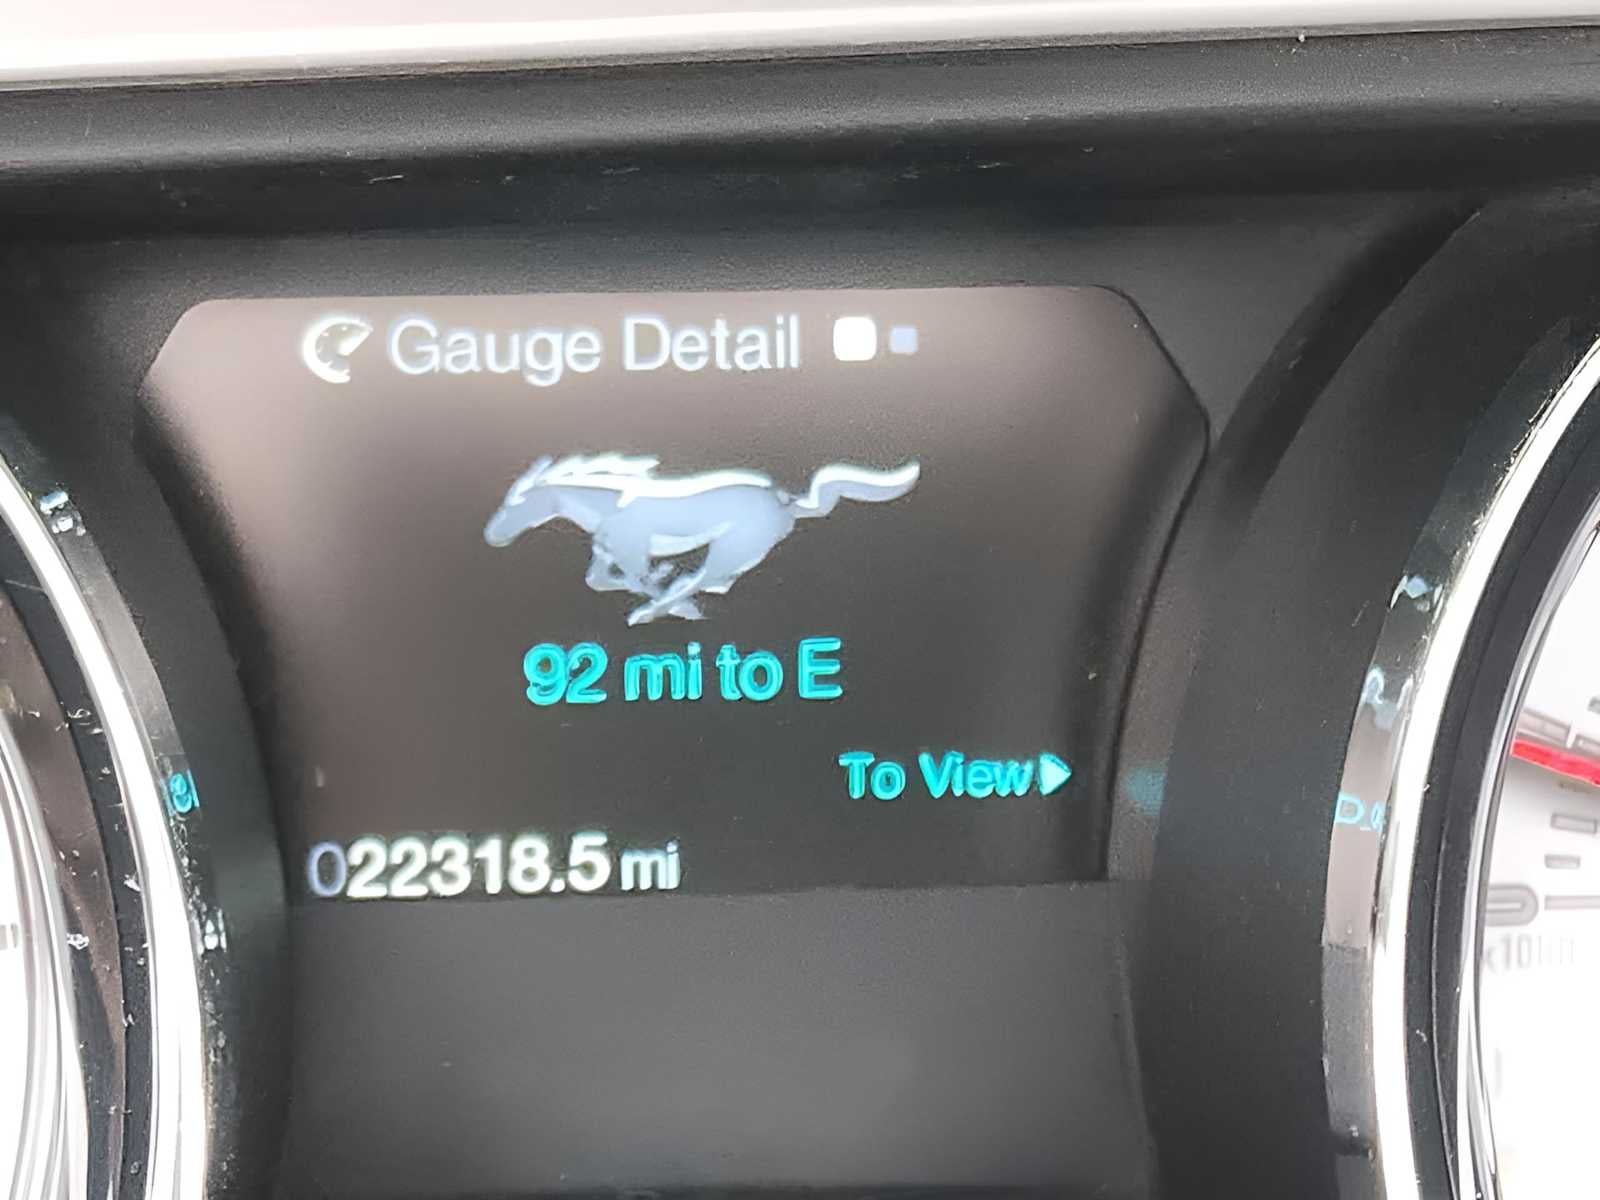 Gauge Detail
92 mi to E
To View
022318.5 mi